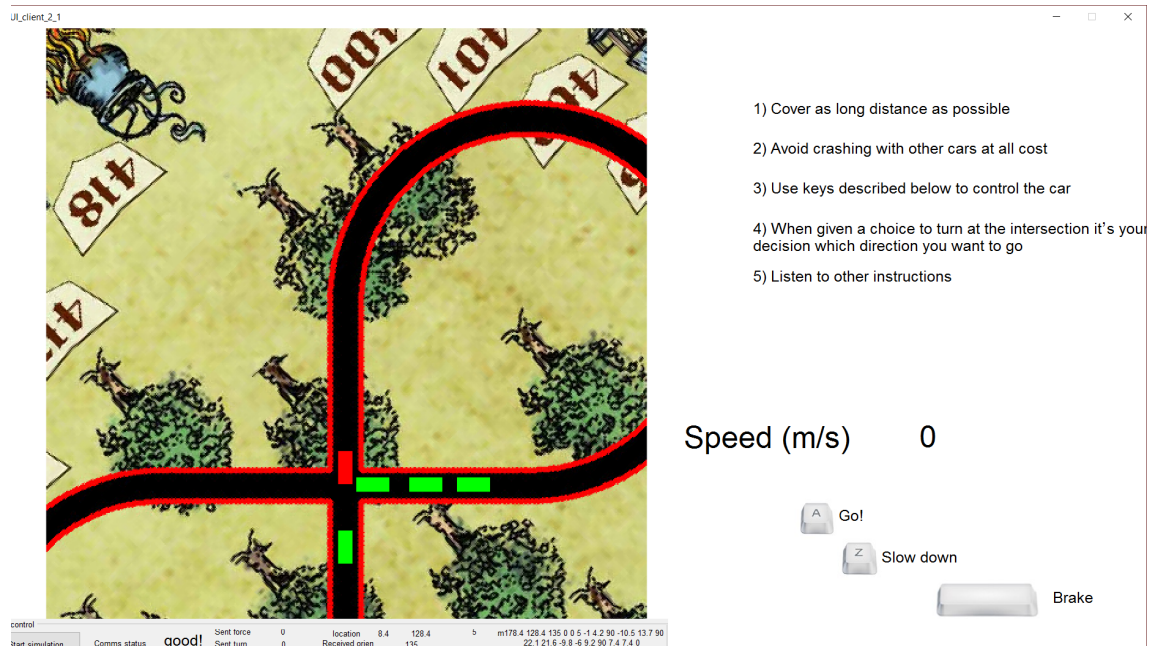 UI_client_2_1
400
401
418
1) Cover as long distance as possible
2) Avoid crashing with other cars at all cost
3) Use keys described below to control the car
4) When given a choice to turn at the intersection it's your
decision which direction you want to go
5) Listen to other instructions
Speed (m/s) 0
A Go!
Z Slow down
Brake
control
Start simulation Comms status good!
Sent force 0 location 8.4 128.4 5 m178.4 128.4 135 0 0 5 -1 4.2 90 -10.5 13.7 90
Sent turn 0 Received orien 135 22.1 21.6 -9.8 -6 9.2 90 7.4 7.4 0